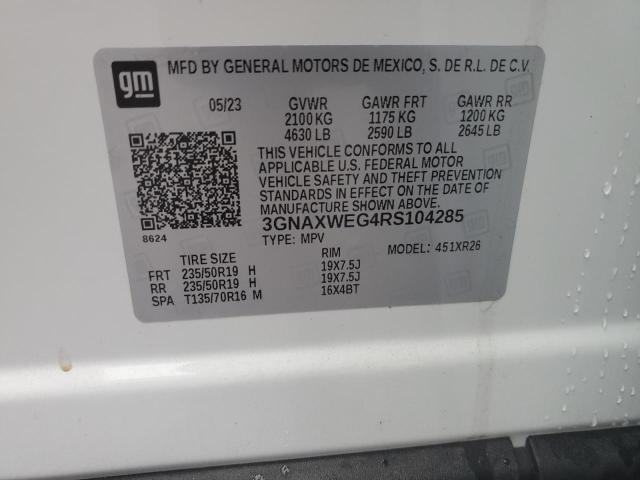 gm
MFD BY GENERAL MOTORS DE MEXICO, S. DE R.L. DE C.V.
05/23 GVWR GAWR FRT GAWR RR
2100 KG 1175 KG 1200 KG
4630 LB 2590 LB 2645 LB
THIS VEHICLE CONFORMS TO ALL
APPLICABLE U.S. FEDERAL MOTOR
VEHICLE SAFETY AND THEFT PREVENTION
STANDARDS IN EFFECT ON THE DATE OF
MANUFACTURE SHOWN ABOVE.
3GNAXWEG4RS104285
8624
TYPE: MPV MODEL: 451XR26
TIRE SIZE RIM
FRT 235/50R19 H 19X7.5J
RR 235/50R19 H 19X7.5J
SPA T135/70R16 M 16X4BT